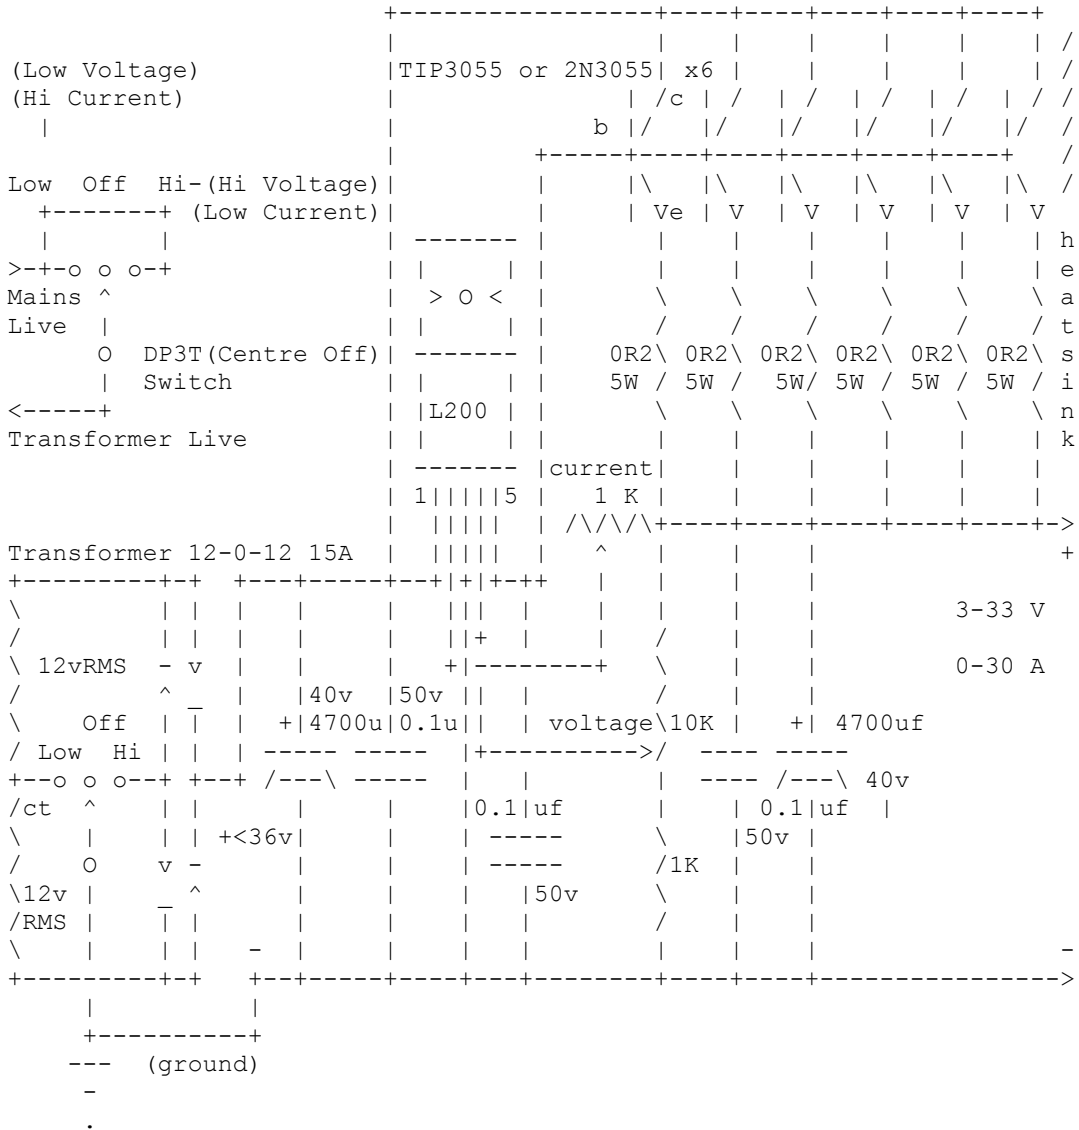 (Low Voltage) TIP3055 or 2N3055 x6
(Hi Current) c
b
Low Off Hi-(Hi Voltage)
(Low Current) e
heatsink
Mains O
Live
O DP3T(Centre Off) 0R2 0R2 0R2 0R2 0R2 0R2
Switch 5W 5W 5W 5W 5W 5W
L200
Transformer Live
current
1 5 1 K
Transformer 12-0-12 15A +
3-33 V
12vRMS 0-30 A
40v 50v
Off + 4700u 0.1u voltage 10K + 4700uf
Low Hi
40v
ct 0.1 uf 0.1 uf
+<36v 50v
O 1K
12v 50v
RMS
- -
(ground)